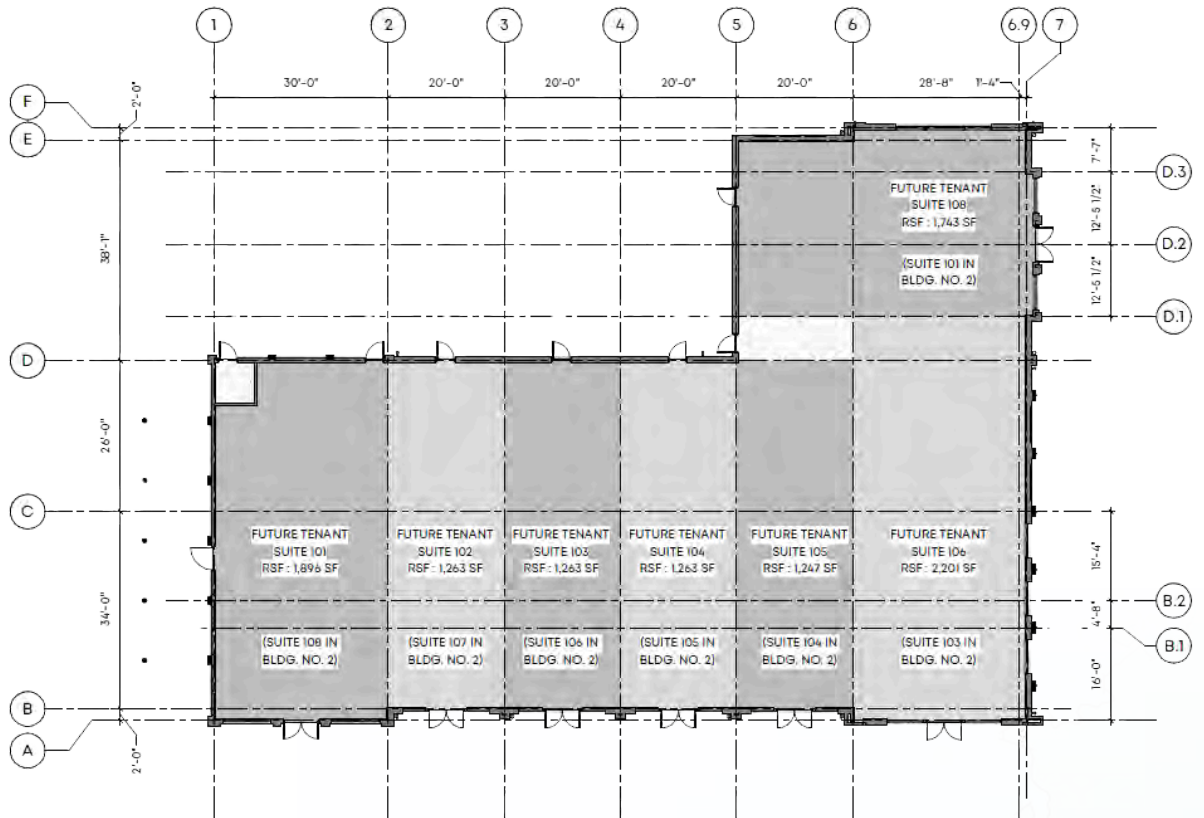 1
2
3
4
5
6
6.9
7
30'-0"
20'-0"
20'-0"
20'-0"
20'-0"
28'-8"
1'-4"
F
2'-0"
E
7'-7"
D.3
FUTURE TENANT
SUITE 108
RSF : 1,743 SF
12'-5 1/2"
D.2
38'-1"
(SUITE 101 IN
BLDG. NO. 2)
12'-5 1/2"
D.1
D
26'-0"
C
FUTURE TENANT
SUITE 101
RSF : 1,896 SF
FUTURE TENANT
SUITE 102
RSF : 1,263 SF
FUTURE TENANT
SUITE 103
RSF : 1,263 SF
FUTURE TENANT
SUITE 104
RSF : 1,263 SF
FUTURE TENANT
SUITE 105
RSF : 1,247 SF
FUTURE TENANT
SUITE 106
RSF : 2,201 SF
15'-4"
34'-0"
B.2
4'-8"
B.1
(SUITE 108 IN
BLDG. NO. 2)
(SUITE 107 IN
BLDG. NO. 2)
(SUITE 106 IN
BLDG. NO. 2)
(SUITE 105 IN
BLDG. NO. 2)
(SUITE 104 IN
BLDG. NO. 2)
(SUITE 103 IN
BLDG. NO. 2)
16'-0"
B
A
2'-0"